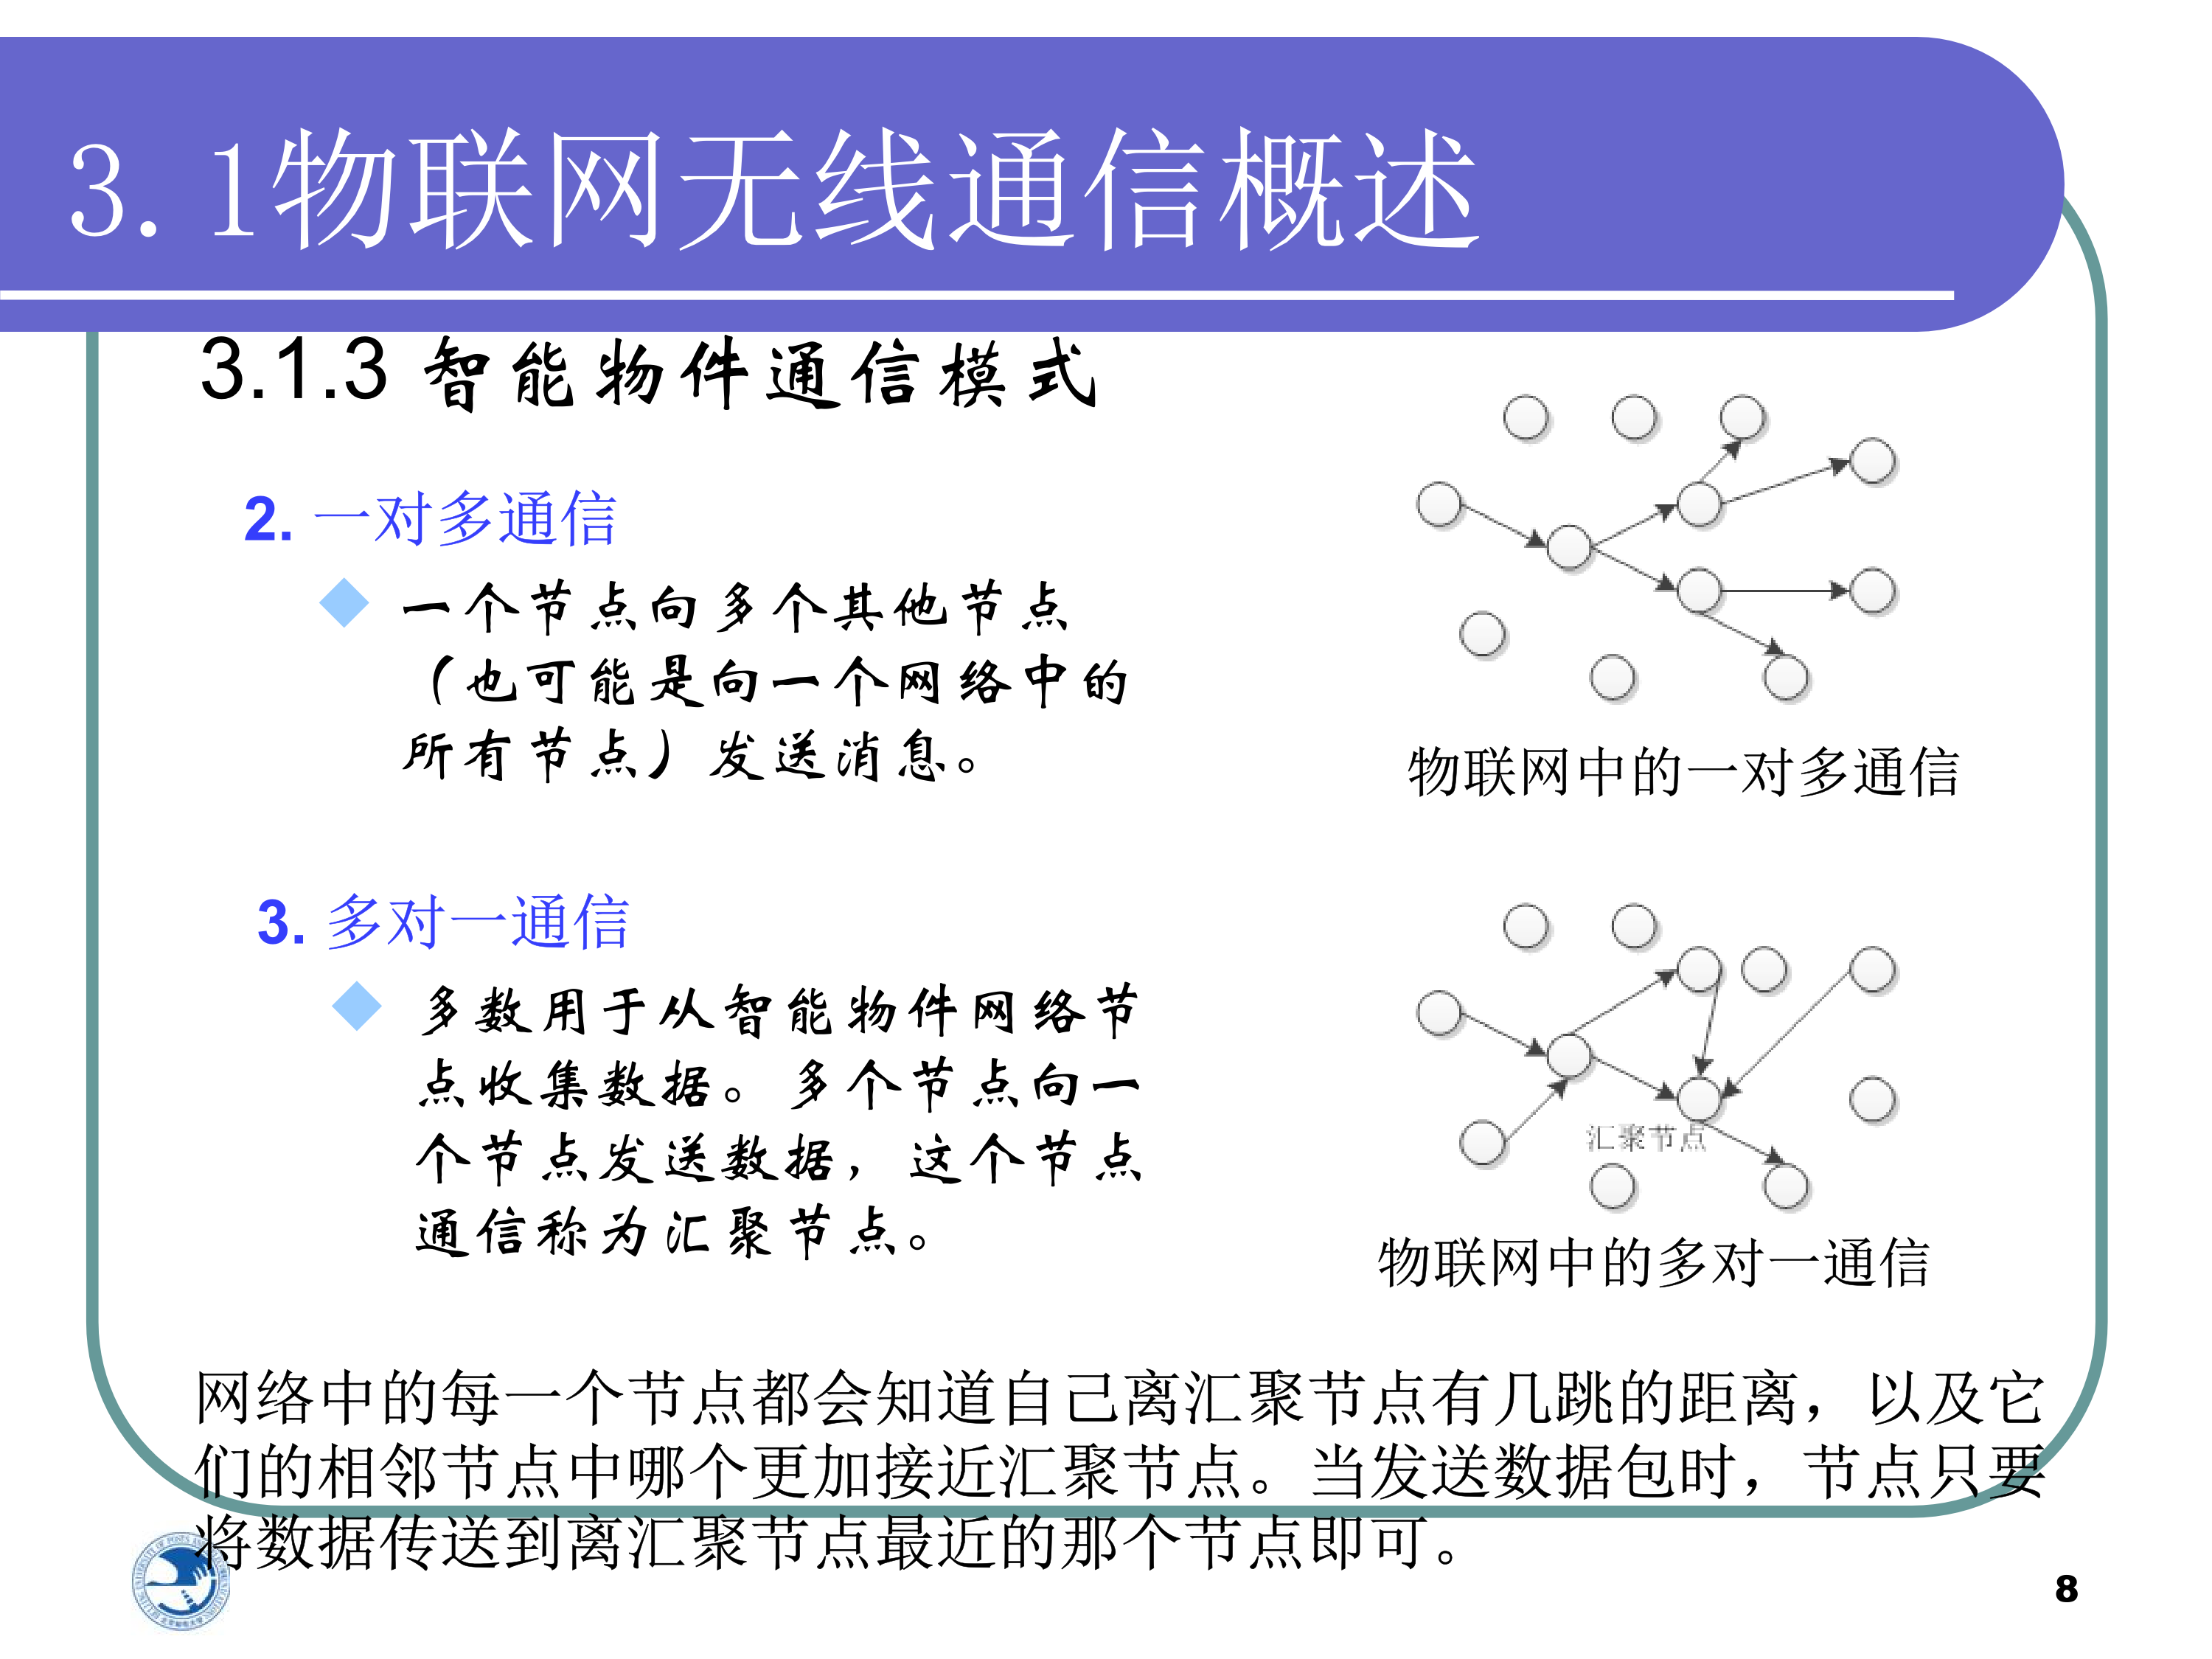 3.1物联网无线通信概述
3.1.3 智能物件通信模式
2. 一对多通信
一个节点向多个其他节点
（也可能是向一个网络中的
所有节点）发送消息。
物联网中的一对多通信
3. 多对一通信
多数用于从智能物件网络节
点收集数据。多个节点向一
个节点发送数据，这个节点
通信称为汇聚节点。
汇聚节点
物联网中的多对一通信
网络中的每一个节点都会知道自己离汇聚节点有几跳的距离，以及它
们的相邻节点中哪个更加接近汇聚节点。当发送数据包时，节点只要
将数据传送到离汇聚节点最近的那个节点即可。
8